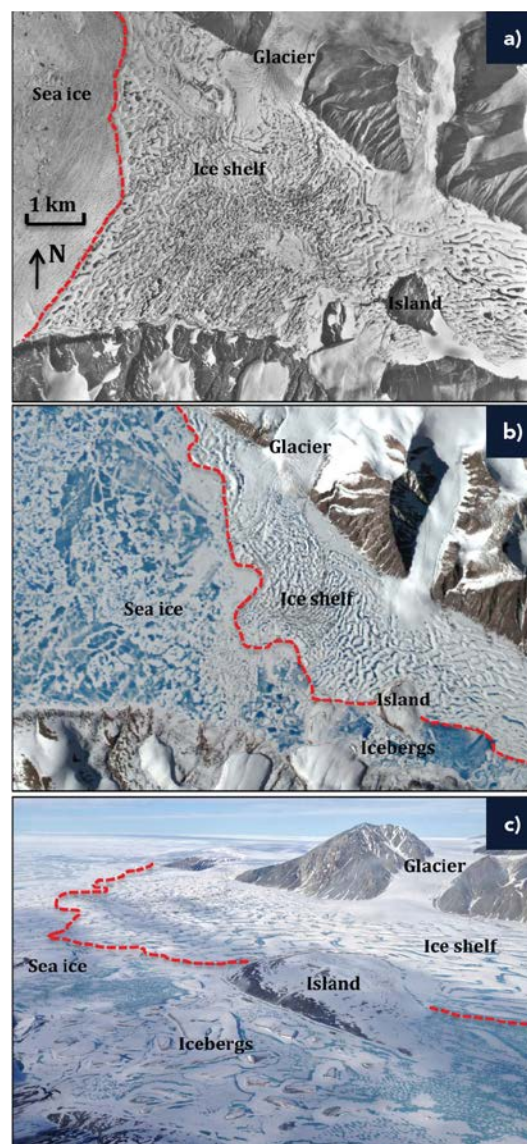 a)
Glacier
Sea ice
Ice shelf
1 km
N
Island
b)
Glacier
Sea ice
Ice shelf
Island
Icebergs
c)
Glacier
Ice shelf
Sea ice
Island
Icebergs